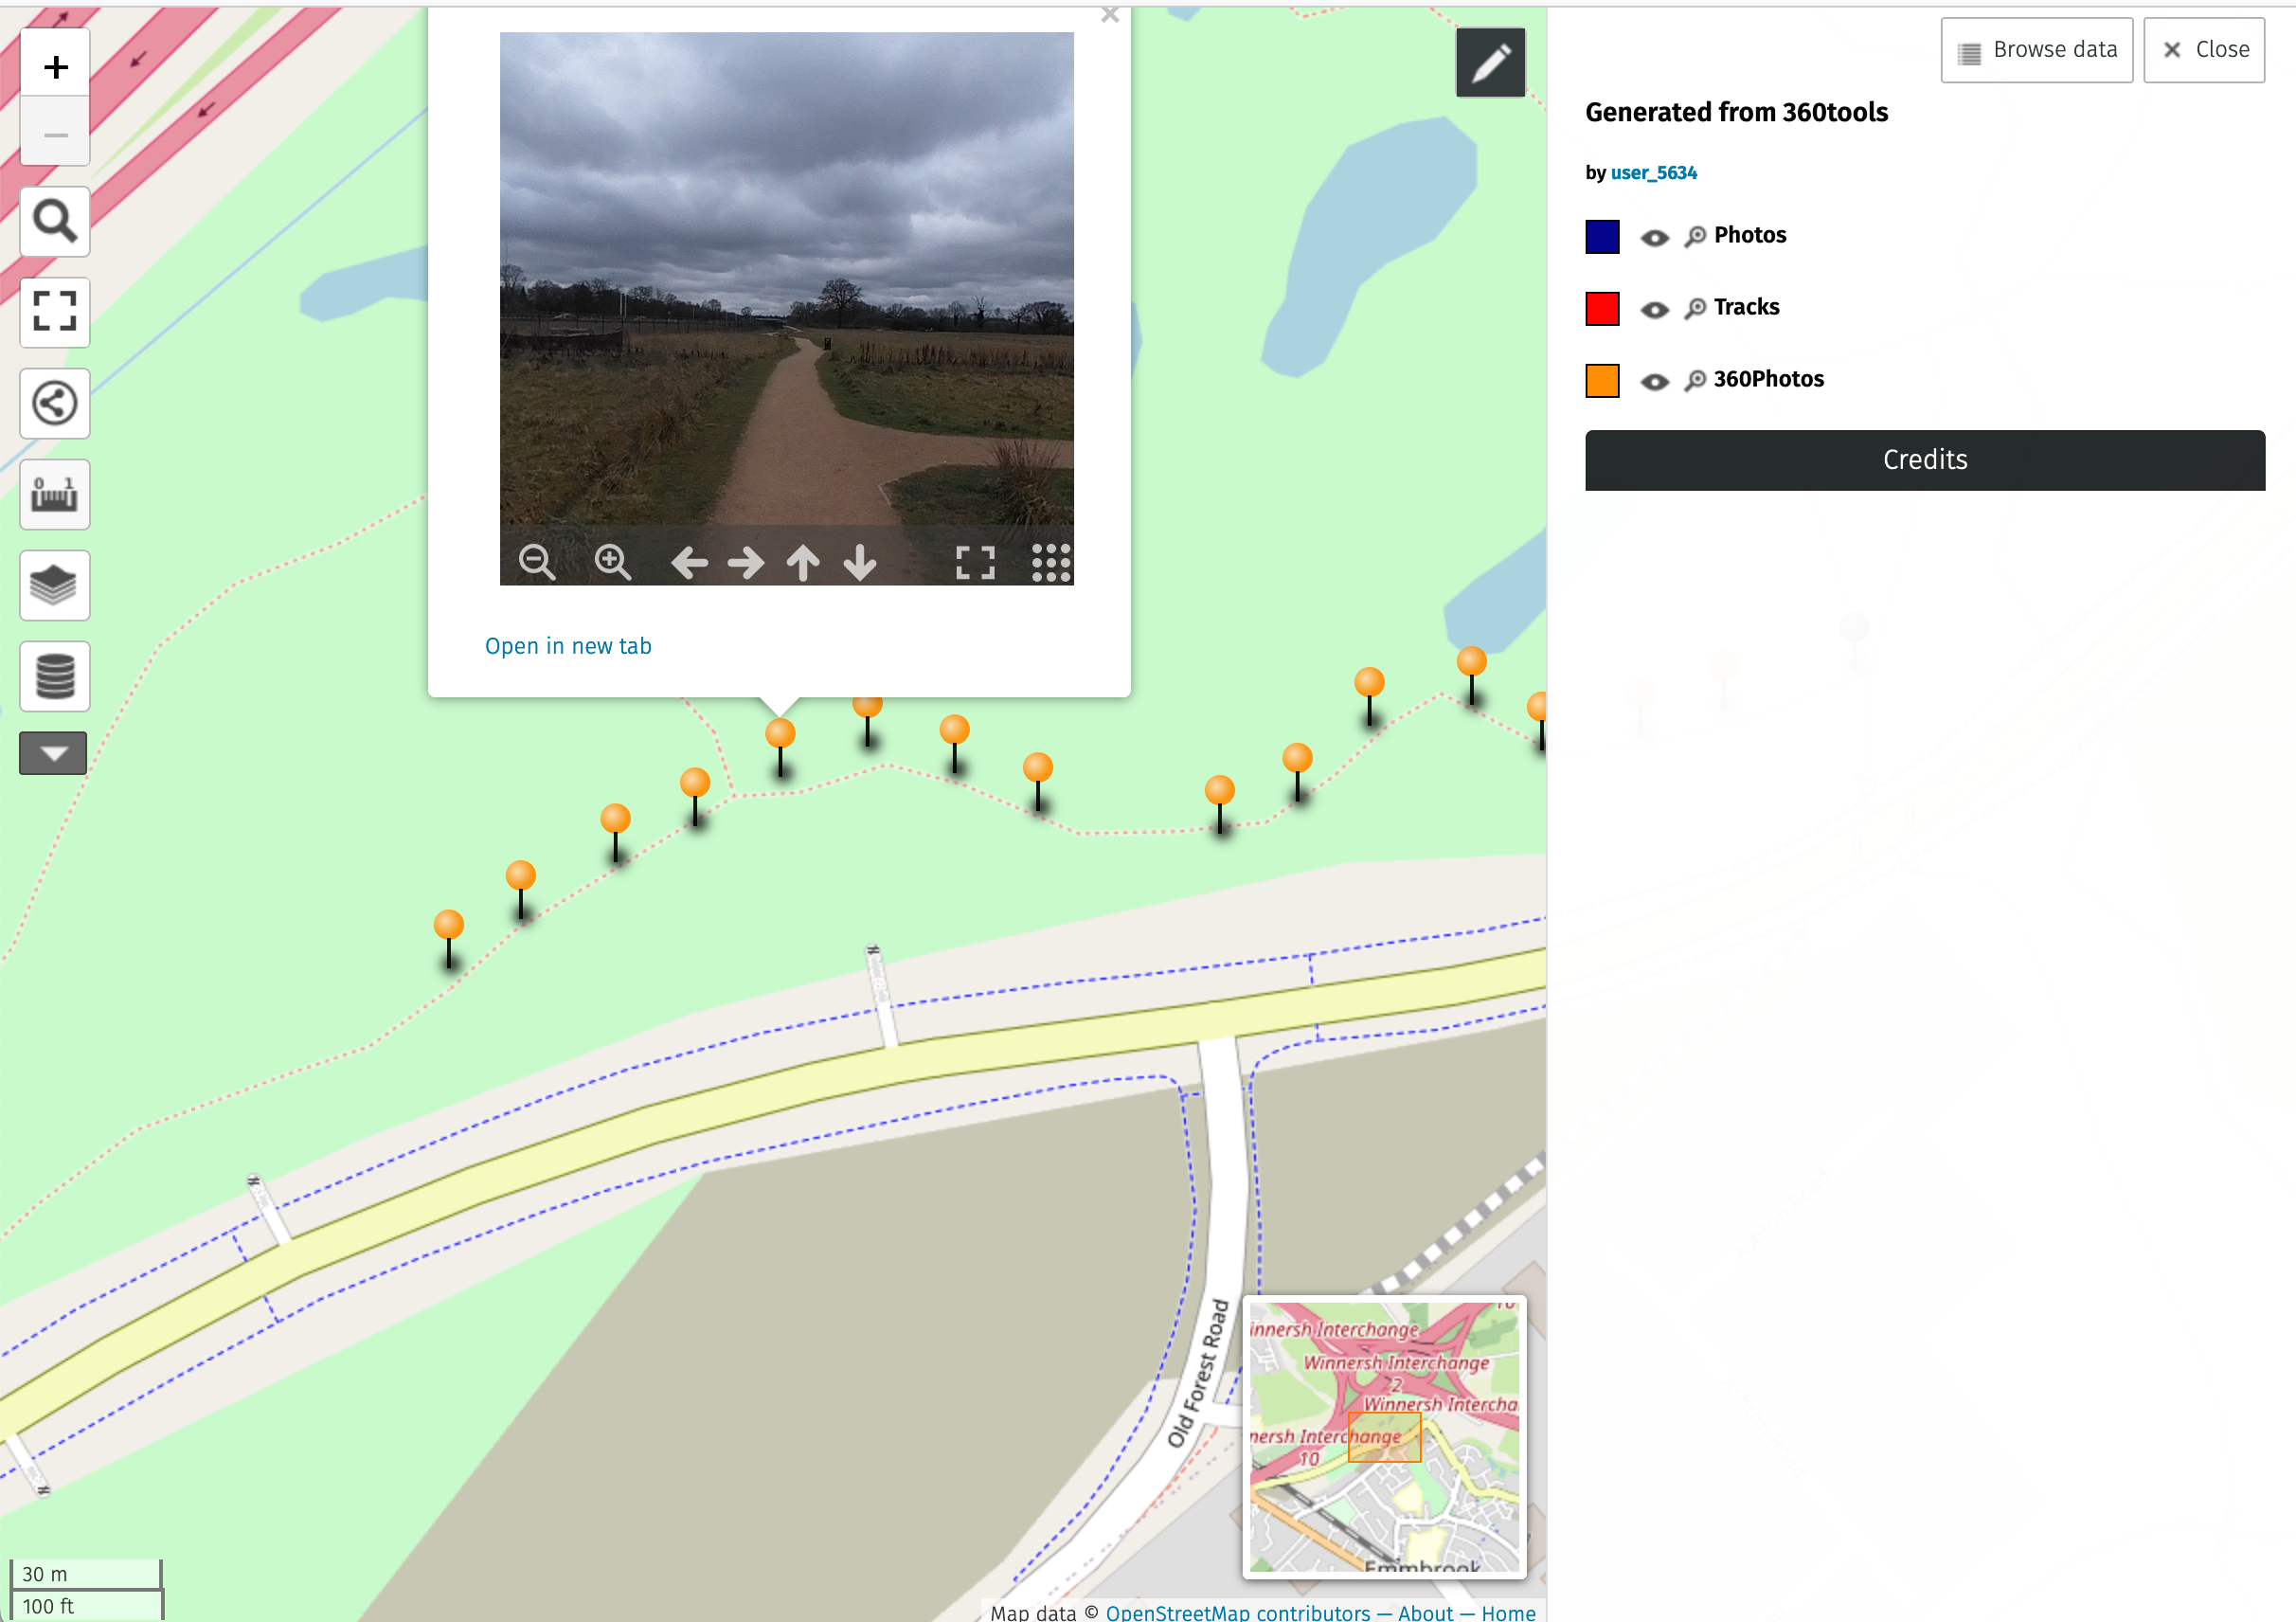 +
−
0 1
Open in new tab
Browse data
× Close
Generated from 360tools
by user_5634
Photos
Tracks
360Photos
Credits
Old Forest Road
innersh Interchange
Winnersh Interchange
2
Winnersh Intercha
nersh Interchange
10
Emmbrook
30 m
100 ft
Map data © OpenStreetMap contributors — About — Home